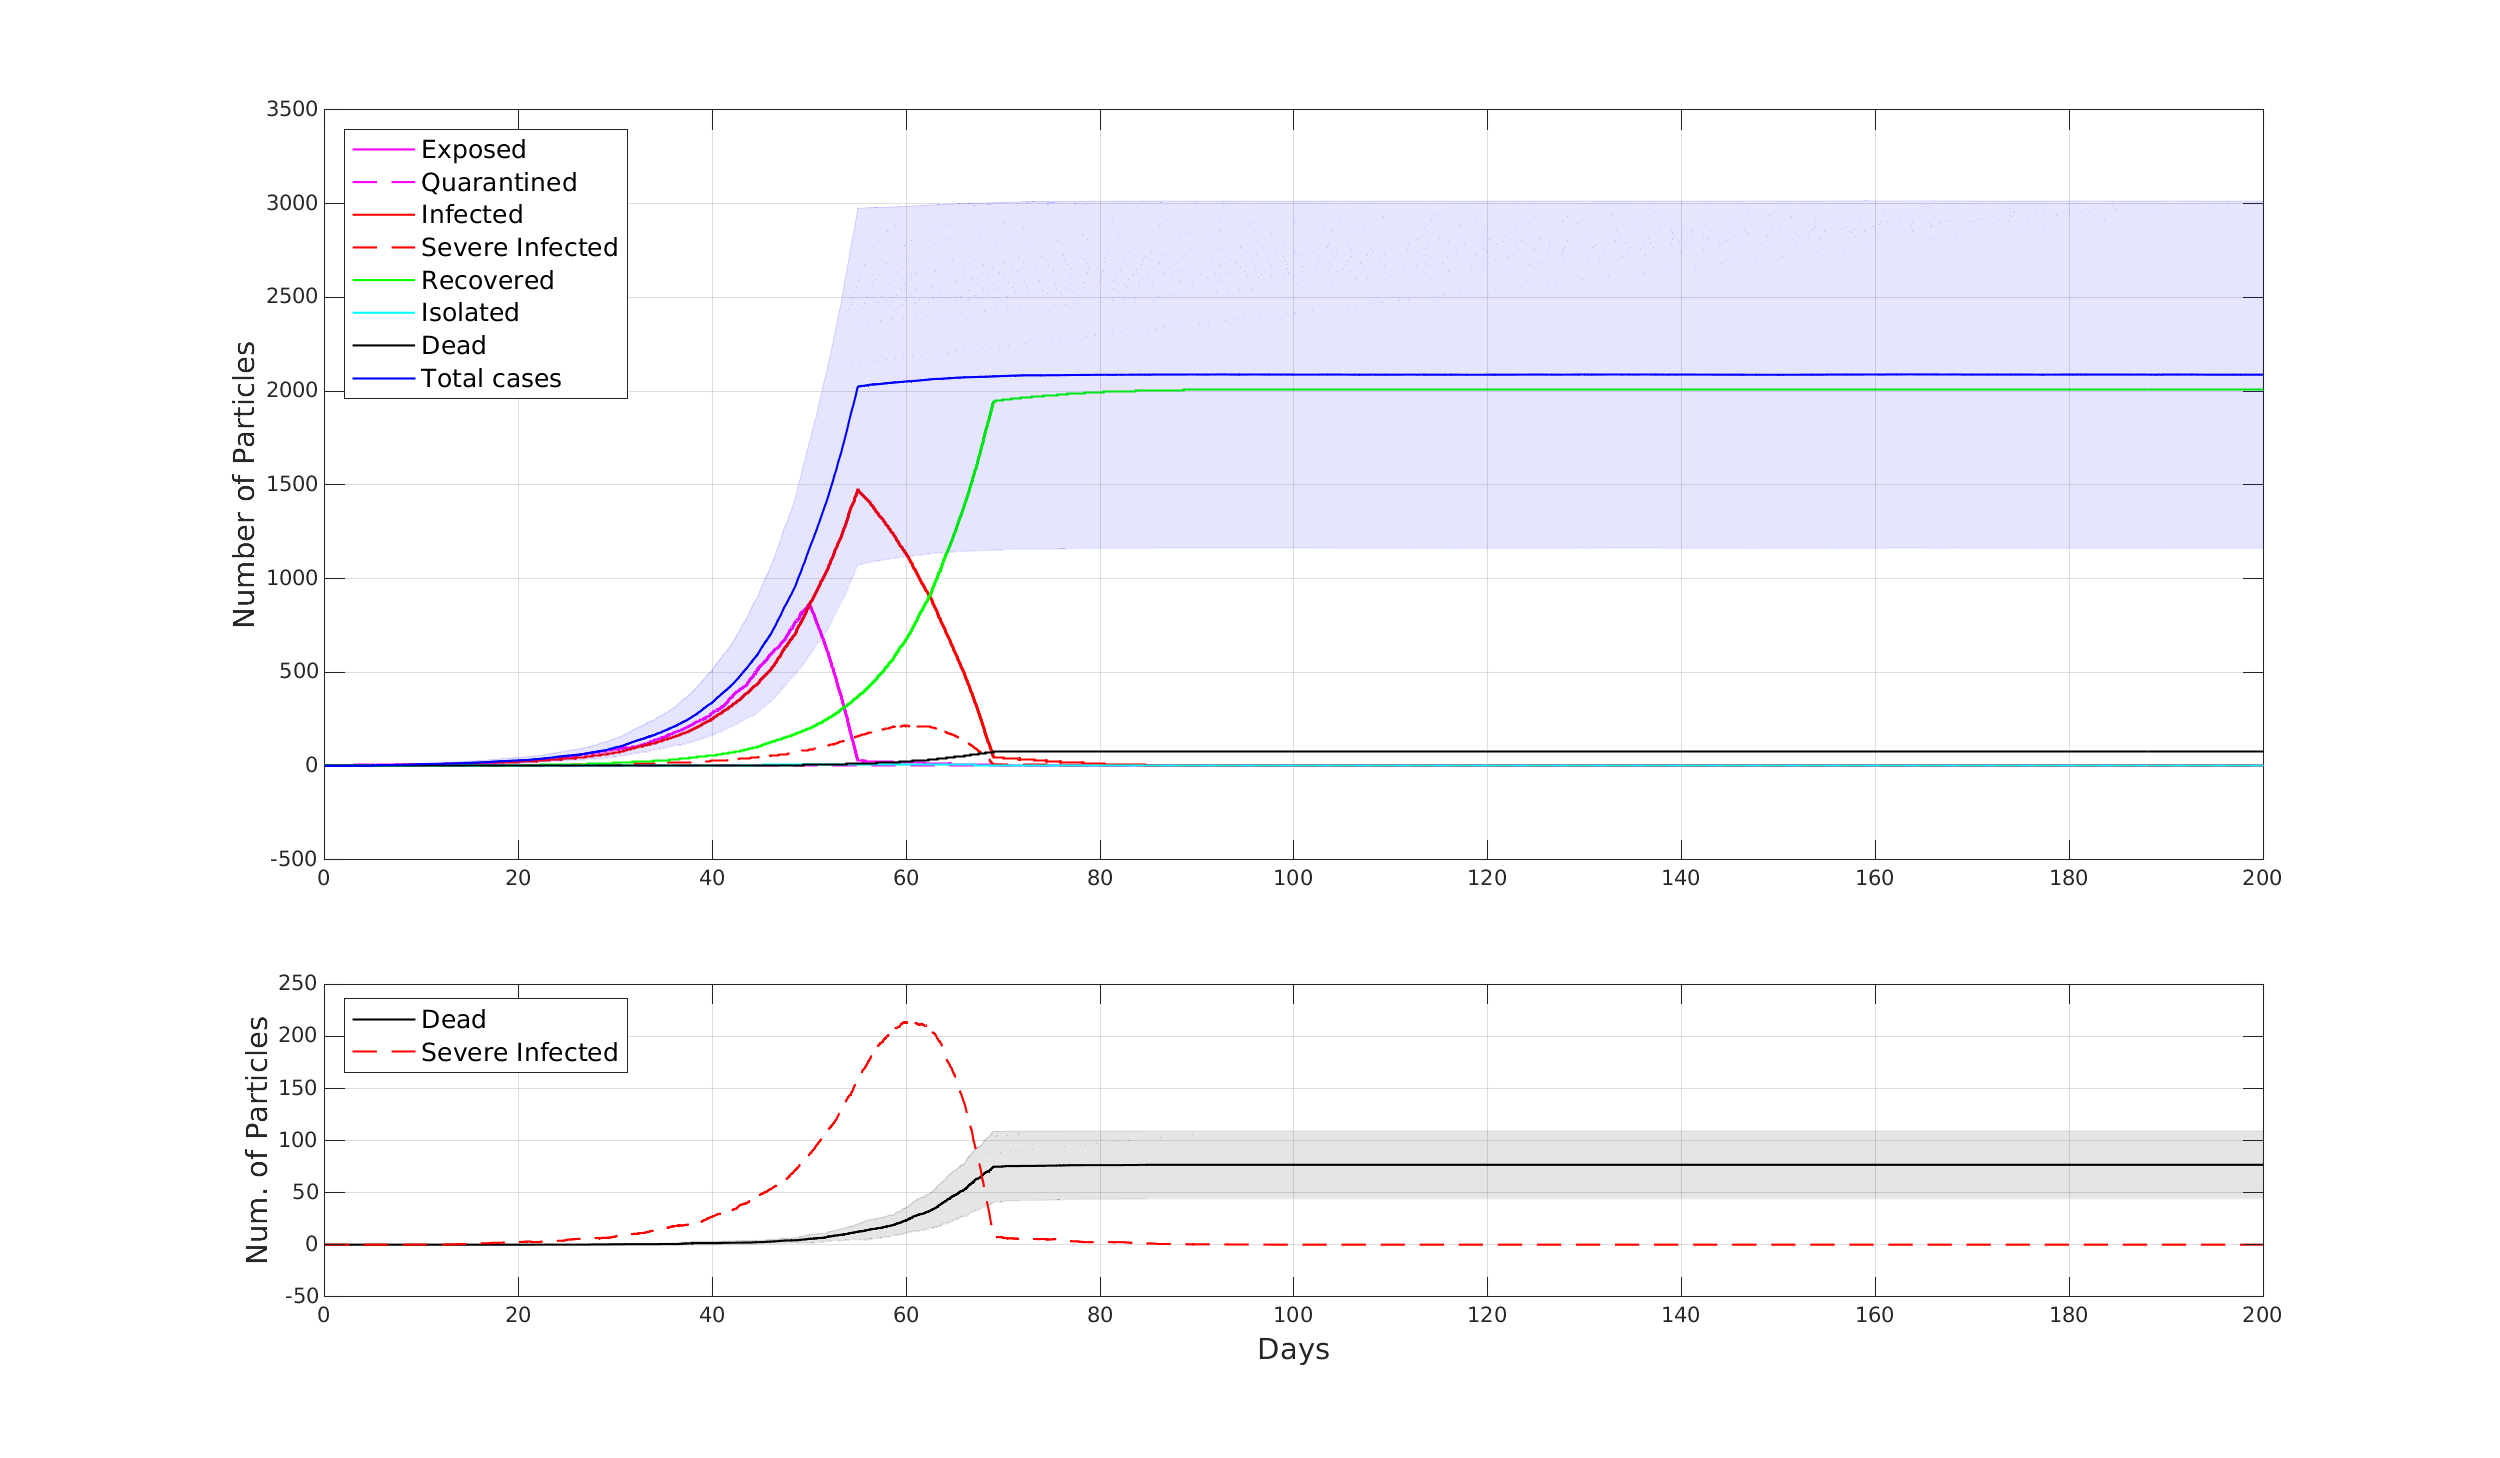 3500
3000
2500
2000
1500
1000
500
0
-500
Number of Particles
Exposed
Quarantined
Infected
Severe Infected
Recovered
Isolated
Dead
Total cases
0 20 40 60 80 100 120 140 160 180 200
250
200
150
100
50
0
-50
Num. of Particles
Dead
Severe Infected
0 20 40 60 80 100 120 140 160 180 200
Days